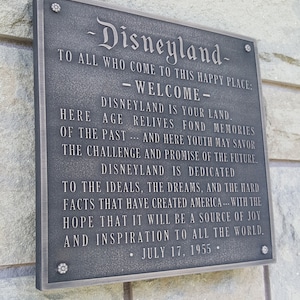 -Disneyland-
TO ALL WHO COME TO THIS HAPPY PLACE:
-WELCOME-
DISNEYLAND IS YOUR LAND.
HERE AGE RELIVES FOND MEMORIES
OF THE PAST --- AND HERE YOUTH MAY SAVOR
THE CHALLENGE AND PROMISE OF THE FUTURE.
DISNEYLAND IS DEDICATED
TO THE IDEALS, THE DREAMS, AND THE HARD
FACTS THAT HAVE CREATED AMERICA --- WITH THE
HOPE THAT IT WILL BE A SOURCE OF JOY
AND INSPIRATION TO ALL THE WORLD.
• JULY 17, 1955 •